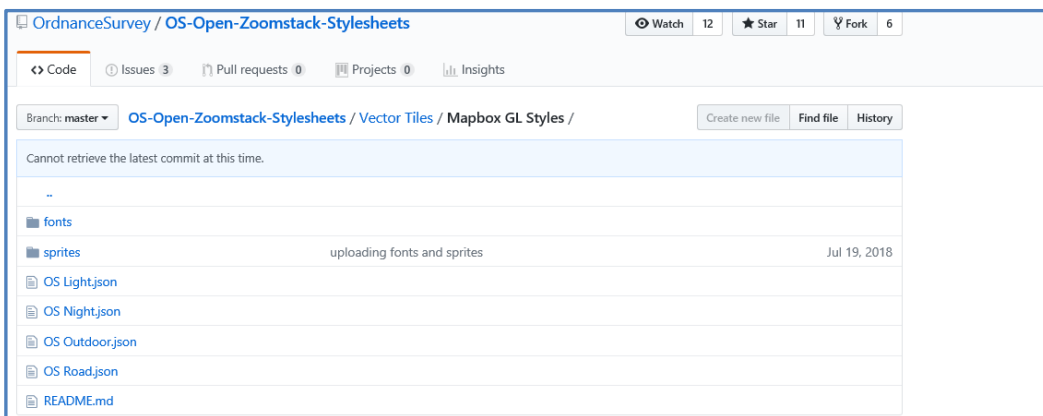 OrdnanceSurvey / OS-Open-Zoomstack-Stylesheets Watch 12 Star 11 Fork 6
<> Code Issues 3 Pull requests 0 Projects 0 Insights
Branch: master OS-Open-Zoomstack-Stylesheets / Vector Tiles / Mapbox GL Styles / Create new file Find file History
Cannot retrieve the latest commit at this time.
..
fonts
sprites uploading fonts and sprites Jul 19, 2018
OS Light.json
OS Night.json
OS Outdoor.json
OS Road.json
README.md